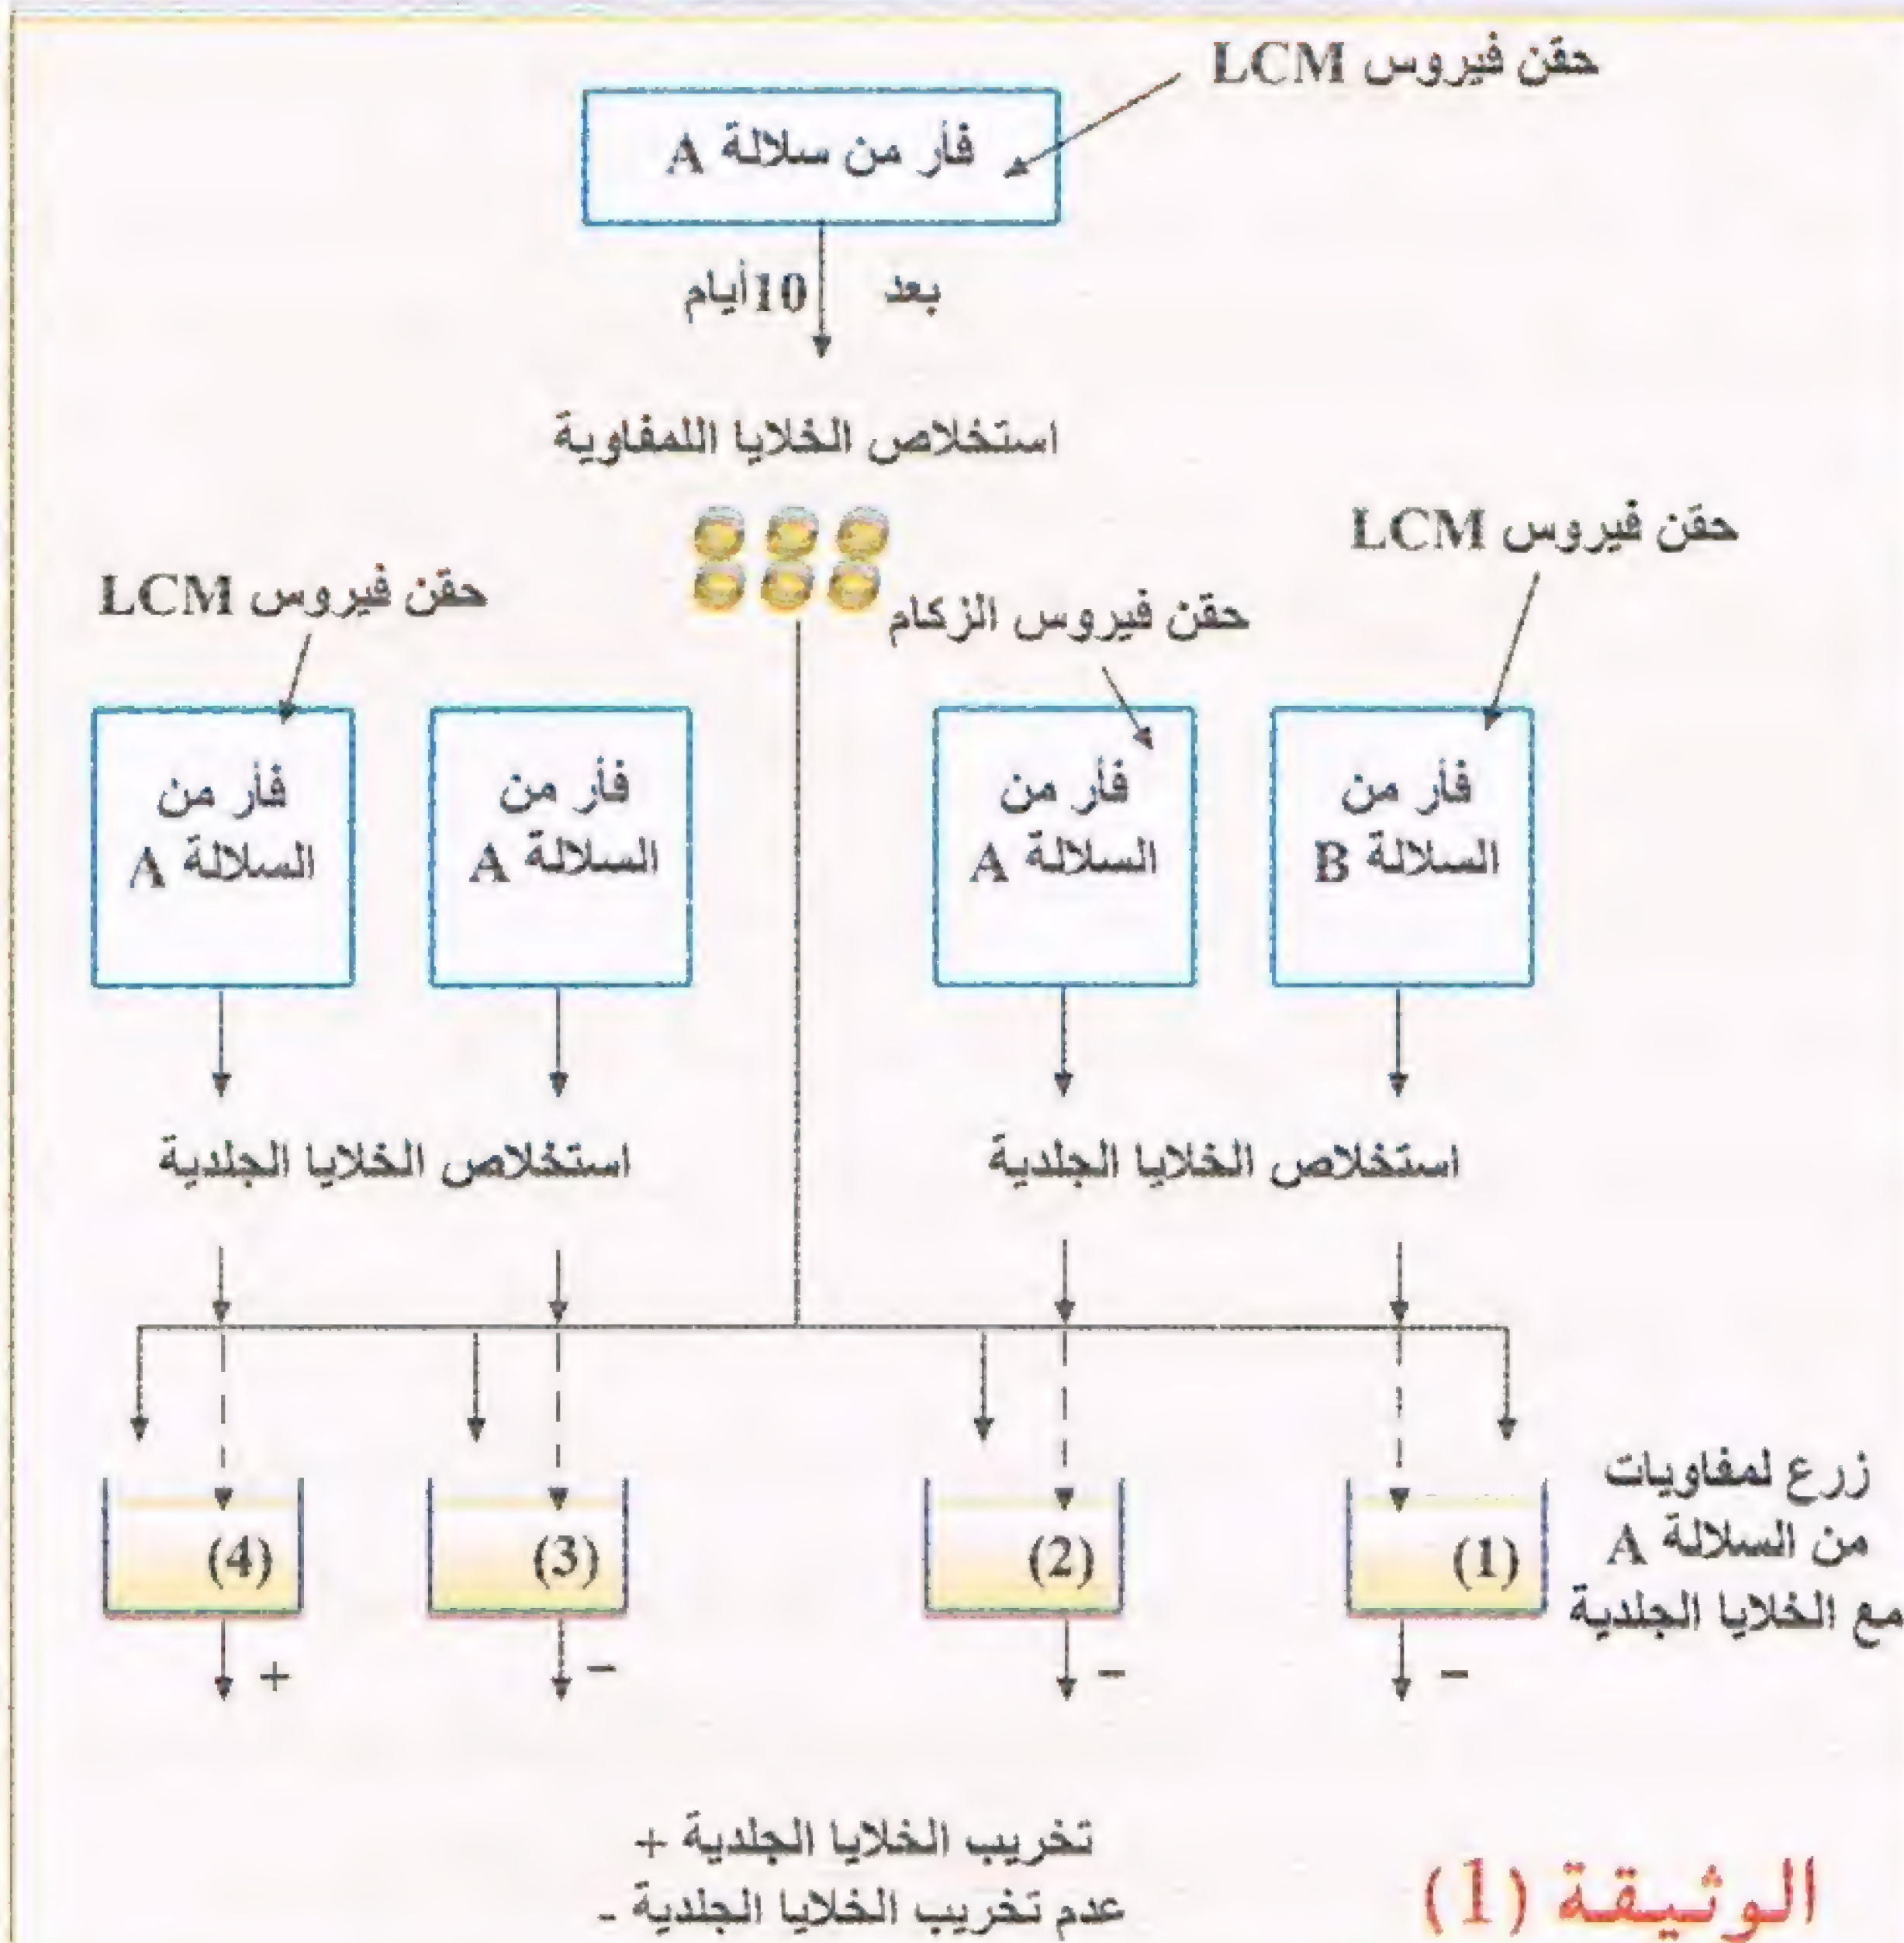 حقن فيروس LCM
فأر من سلالة A
بعد 10أيام
استخلاص الخلايا اللمفاوية
حقن فيروس LCM
حقن فيروس الزكام
حقن فيروس LCM
فأر من
السلالة B
فأر من
السلالة A
فأر من
السلالة A
فأر من
السلالة A
استخلاص الخلايا الجلدية
استخلاص الخلايا الجلدية
زرع لمفاويات
من السلالة A
مع الخلايا الجلدية
(1)
(2)
(3)
(4)
-
-
-
+
تخريب الخلايا الجلدية +
عدم تخريب الخلايا الجلدية -
الوثيقة (1)